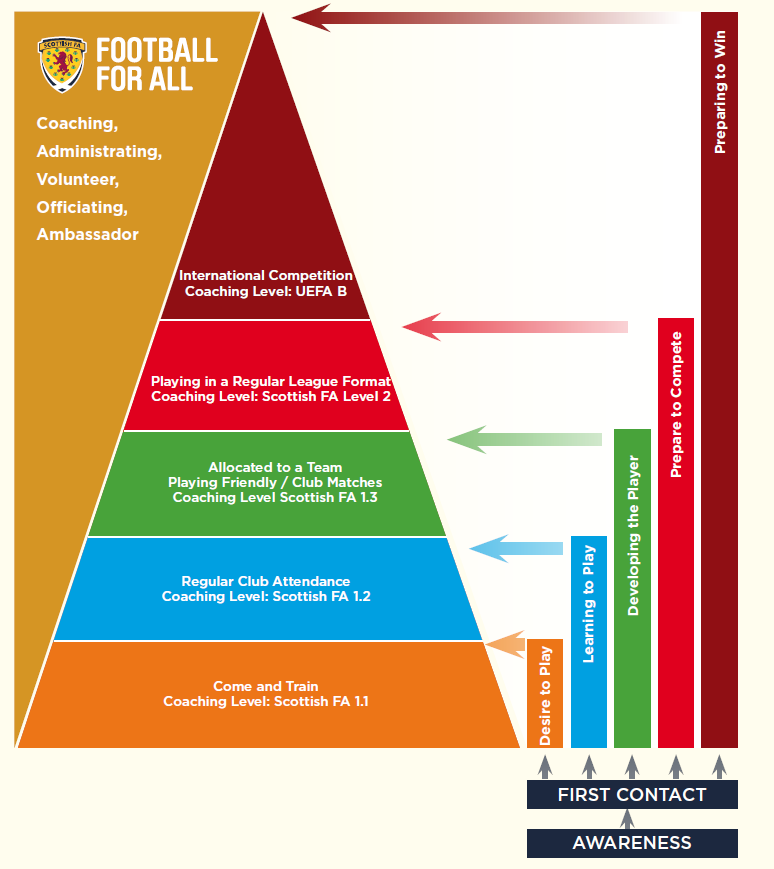 SCOTTISH FA
FOOTBALL
FOR ALL
Coaching,
Administrating,
Volunteer,
Officiating,
Ambassador
International Competition
Coaching Level: UEFA B
Playing in a Regular League Format
Coaching Level: Scottish FA Level 2
Allocated to a Team
Playing Friendly / Club Matches
Coaching Level Scottish FA 1.3
Regular Club Attendance
Coaching Level: Scottish FA 1.2
Come and Train
Coaching Level: Scottish FA 1.1
Desire to Play
Learning to Play
Developing the Player
Prepare to Compete
Preparing to Win
FIRST CONTACT
AWARENESS